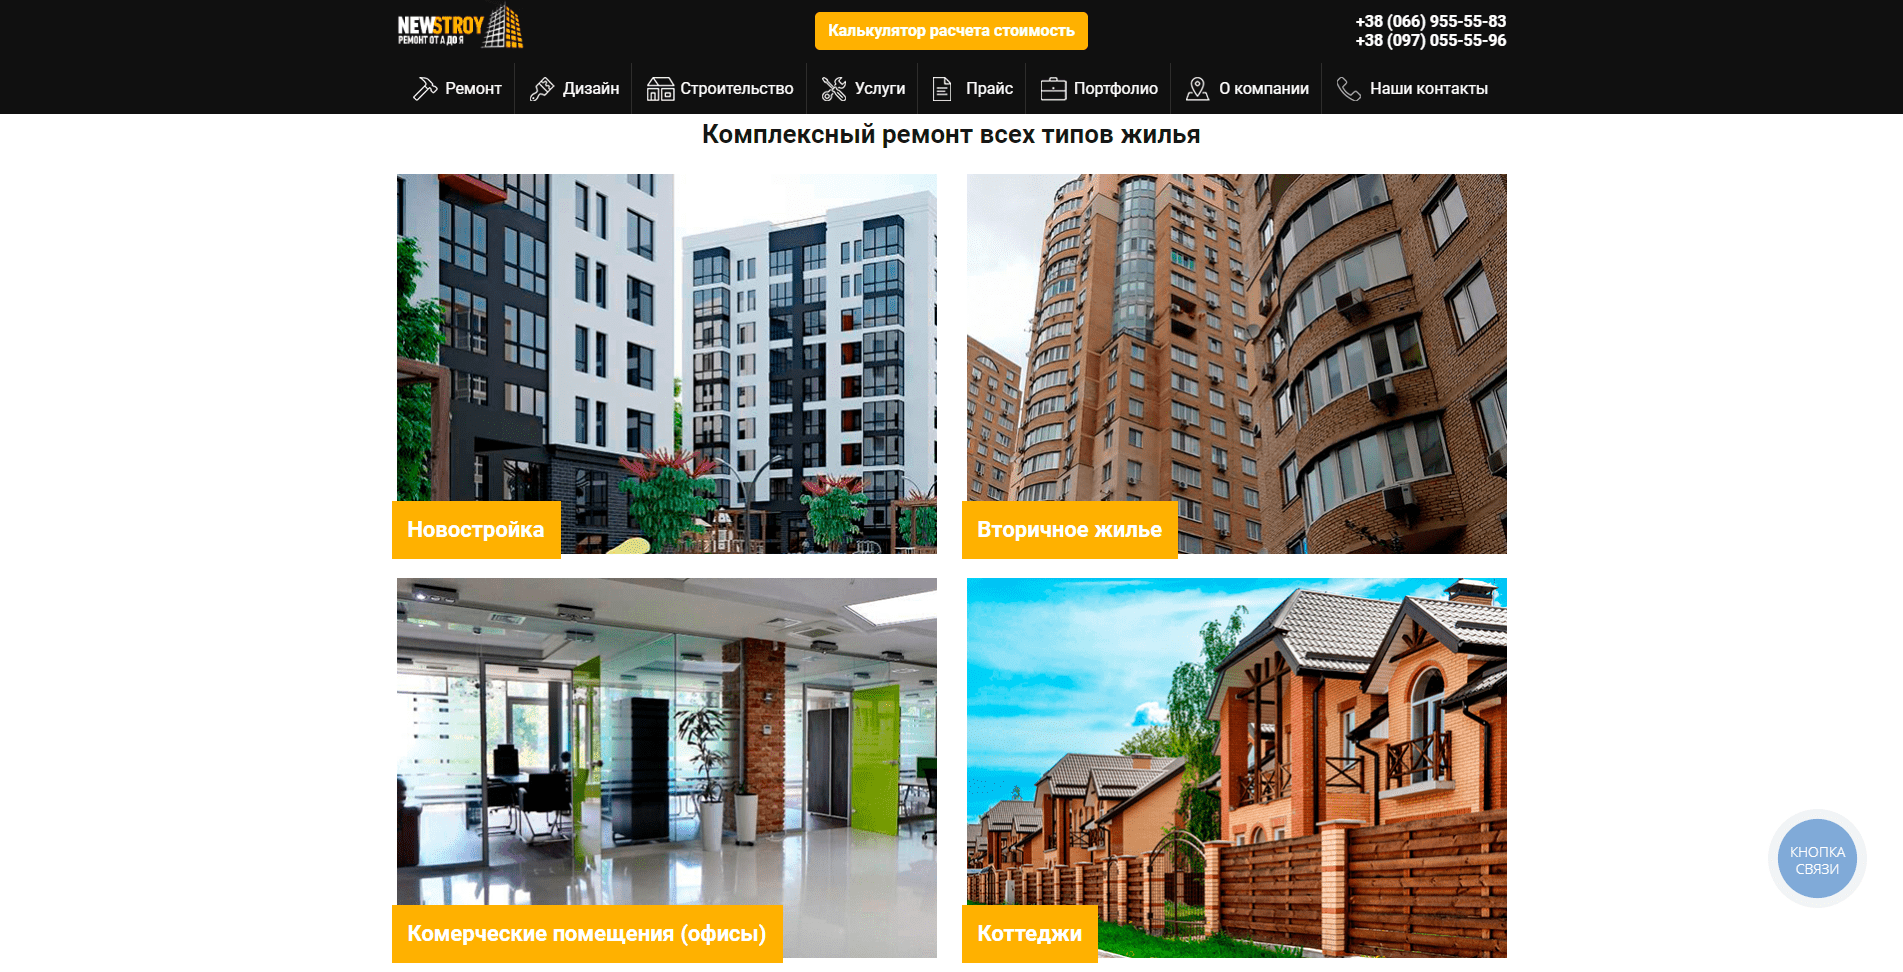 NEWSTROY
РЕМОНТ ОТ А ДО Я
Калькулятор расчета стоимость
+38 (066) 955-55-83
+38 (097) 055-55-96
Ремонт
Дизайн
Строительство
Услуги
Прайс
Портфолио
О компании
Наши контакты
Комплексный ремонт всех типов жилья
Новостройка
Вторичное жилье
Комерческие помещения (офисы)
Коттеджи
КНОПКА
СВЯЗИ